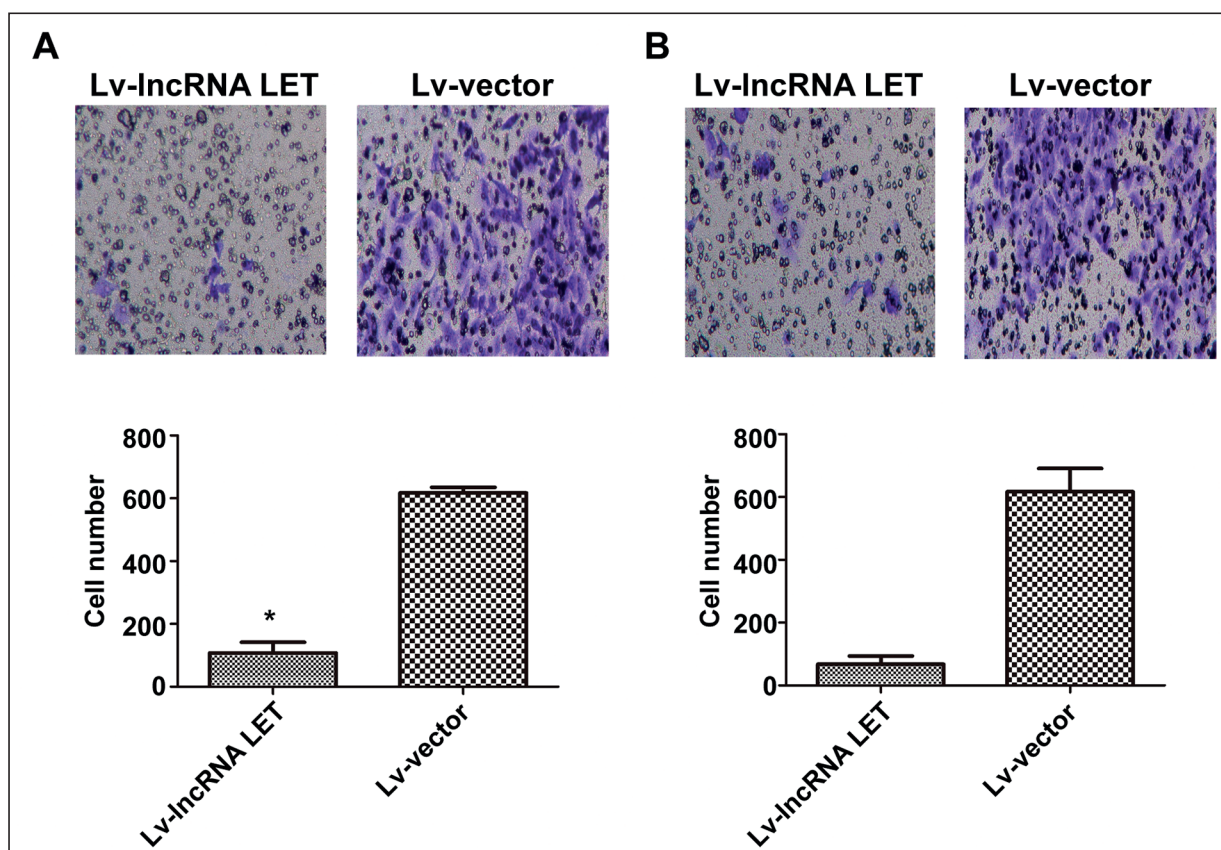 A
Lv-lncRNA LET
Lv-vector
B
Lv-lncRNA LET
Lv-vector
800
600
400
200
0
Cell number
*
Lv-lncRNA LET
Lv-vector
800
600
400
200
0
Cell number
Lv-lncRNA LET
Lv-vector